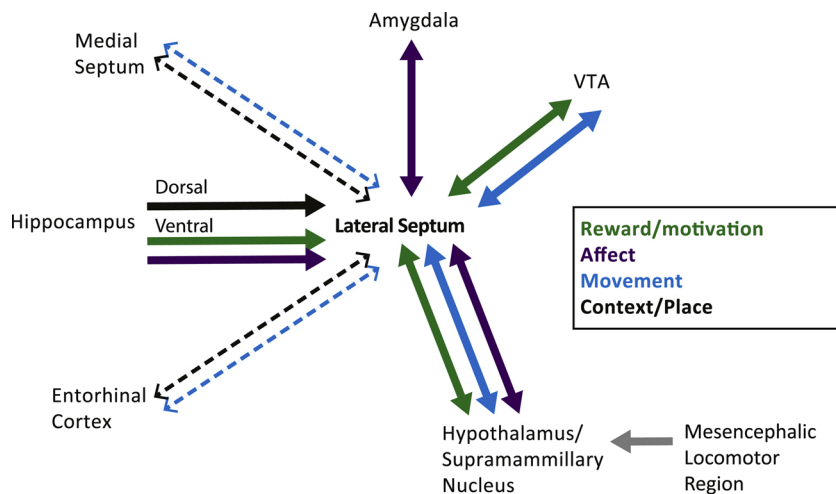 Amygdala
Medial
Septum
VTA
Dorsal
Hippocampus
Ventral
Lateral Septum
Reward/motivation
Affect
Movement
Context/Place
Entorhinal
Cortex
Hypothalamus/
Supramammillary
Nucleus
Mesencephalic
Locomotor
Region